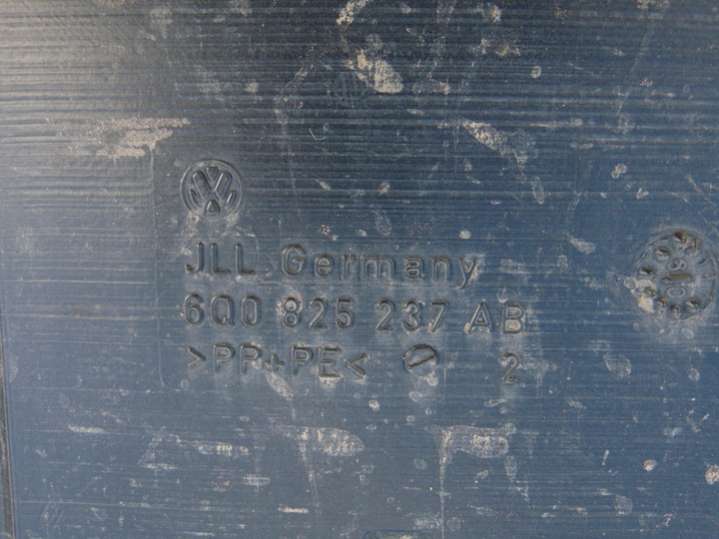 JLL Germany
6Q0 825 237 AB
>PP+PE<
2